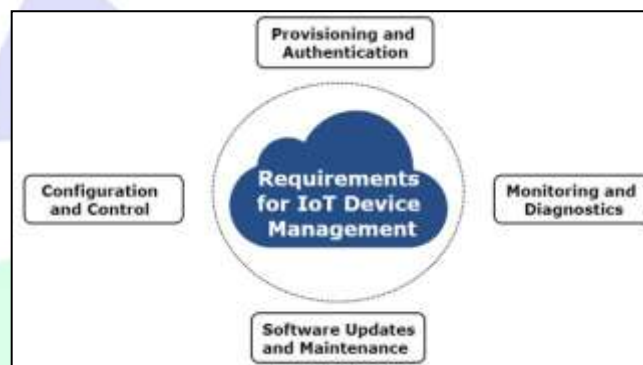 Provisioning and
Authentication
Configuration
and Control
Requirements
for IoT Device
Management
Monitoring and
Diagnostics
Software Updates
and Maintenance